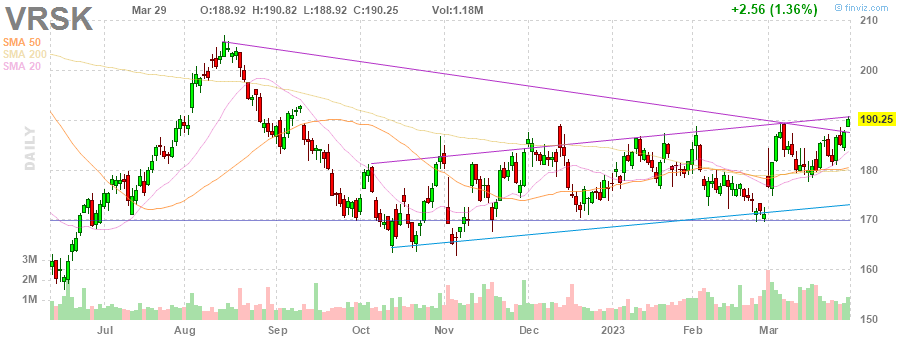 VRSK Mar 29 O:188.92 H:190.82 L:188.92 C:190.25 Vol:1.18M +2.56 (1.36%) © finviz.com
SMA 50
SMA 200
SMA 20
DAILY
210
200
190.25
180
170
160
150
3M
2M
1M
Jul Aug Sep Oct Nov Dec 2023 Feb Mar